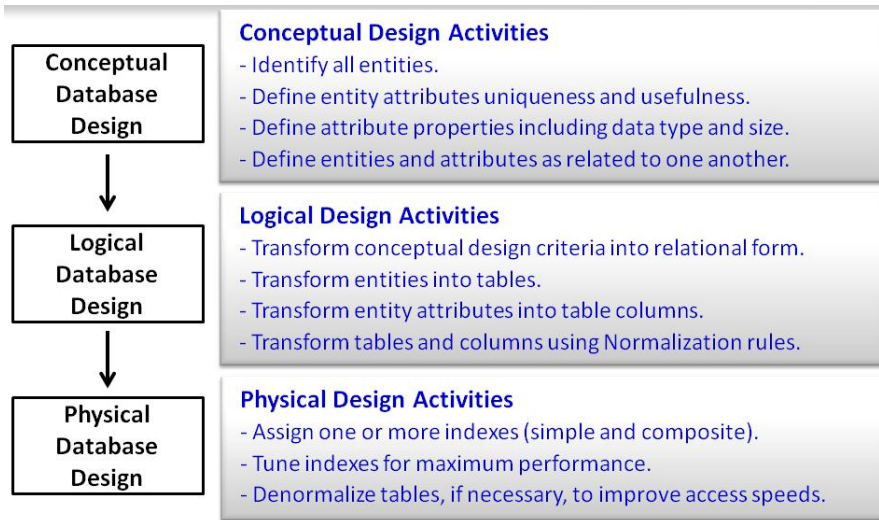 Conceptual
Database
Design
Conceptual Design Activities
- Identify all entities.
- Define entity attributes uniqueness and usefulness.
- Define attribute properties including data type and size.
- Define entities and attributes as related to one another.
Logical
Database
Design
Logical Design Activities
- Transform conceptual design criteria into relational form.
- Transform entities into tables.
- Transform entity attributes into table columns.
- Transform tables and columns using Normalization rules.
Physical
Database
Design
Physical Design Activities
- Assign one or more indexes (simple and composite).
- Tune indexes for maximum performance.
- Denormalize tables, if necessary, to improve access speeds.